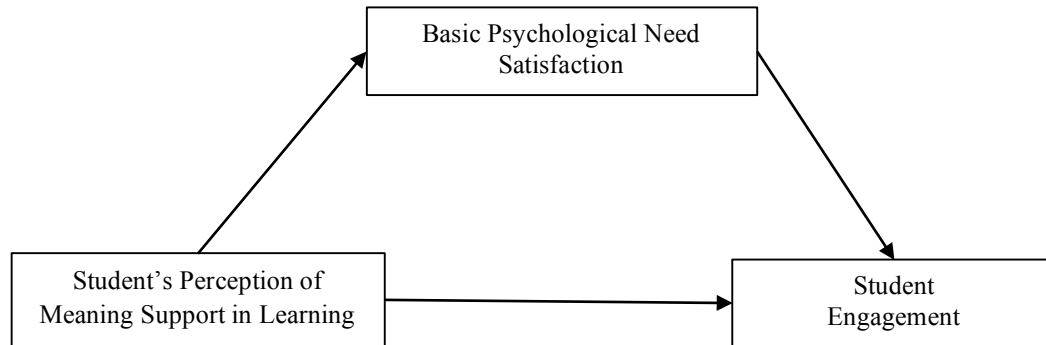 Basic Psychological Need
Satisfaction
Student’s Perception of
Meaning Support in Learning
Student
Engagement